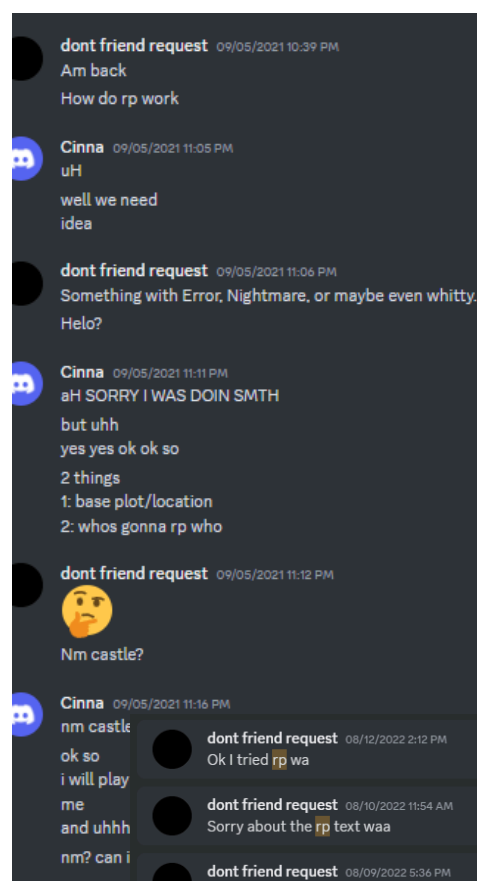 dont friend request 09/05/2021 10:39 PM
Am back
How do rp work
Cinna 09/05/2021 11:05 PM
uH
well we need
idea
dont friend request 09/05/2021 11:06 PM
Something with Error, Nightmare, or maybe even whitty.
Helo?
Cinna 09/05/2021 11:11 PM
aH SORRY I WAS DOIN SMTH
but uhh
yes yes ok ok so
2 things
1: base plot/location
2: whos gonna rp who
dont friend request 09/05/2021 11:12 PM
Nm castle?
Cinna 09/05/2021 11:16 PM
nm castle
ok so
i will play
me
and uhhh
nm? can i
dont friend request 08/12/2022 2:12 PM
Ok I tried rp wa
dont friend request 08/10/2022 11:54 AM
Sorry about the rp text waa
dont friend request 08/09/2022 5:36 PM